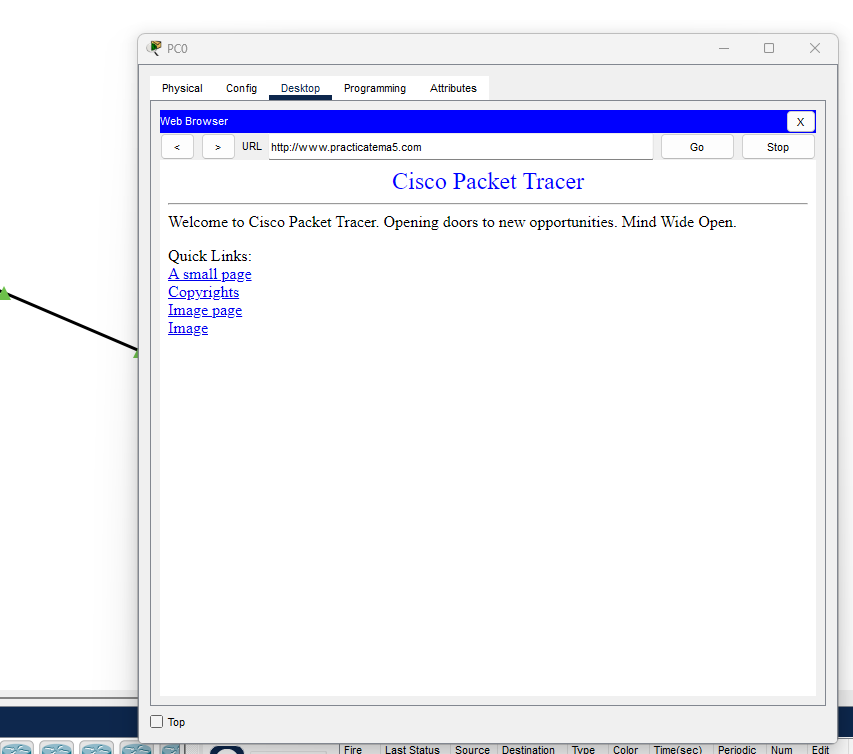 PC0
Physical Config Desktop Programming Attributes
Web Browser
X
< > URL http://www.practicatema5.com Go Stop
Cisco Packet Tracer
Welcome to Cisco Packet Tracer. Opening doors to new opportunities. Mind Wide Open.
Quick Links:
A small page
Copyrights
Image page
Image
Top
Fire Last Status Source Destination Type Color Time(sec) Periodic Num Edit